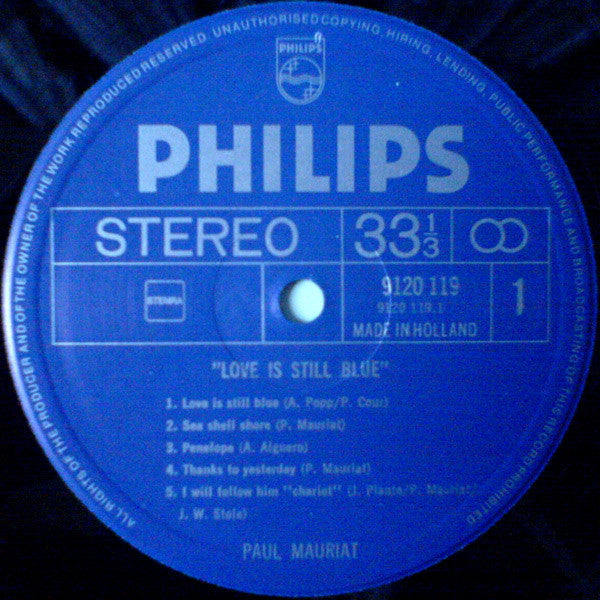 ALL RIGHTS OF THE PRODUCER AND OF THE OWNER OF THE WORK REPRODUCED RESERVED. UNAUTHORISED COPYING, HIRING, LENDING, PUBLIC PERFORMANCE AND BROADCASTING OF THIS RECORD PROHIBITED
PHILIPS
PHILIPS
STEREO 33 1/3
STEMRA 9120 119 1
9120 119.1
MADE IN HOLLAND
"LOVE IS STILL BLUE"
1. Love is still blue (A. Popp/P. Cour)
2. Sea shell shore (P. Mauriat)
3. Penelope (A. Alguero)
4. Thanks to yesterday (P. Mauriat)
5. I will follow him "chariot" (J. Plante/P. Mauriat/
J. W. Stole)
PAUL MAURIAT